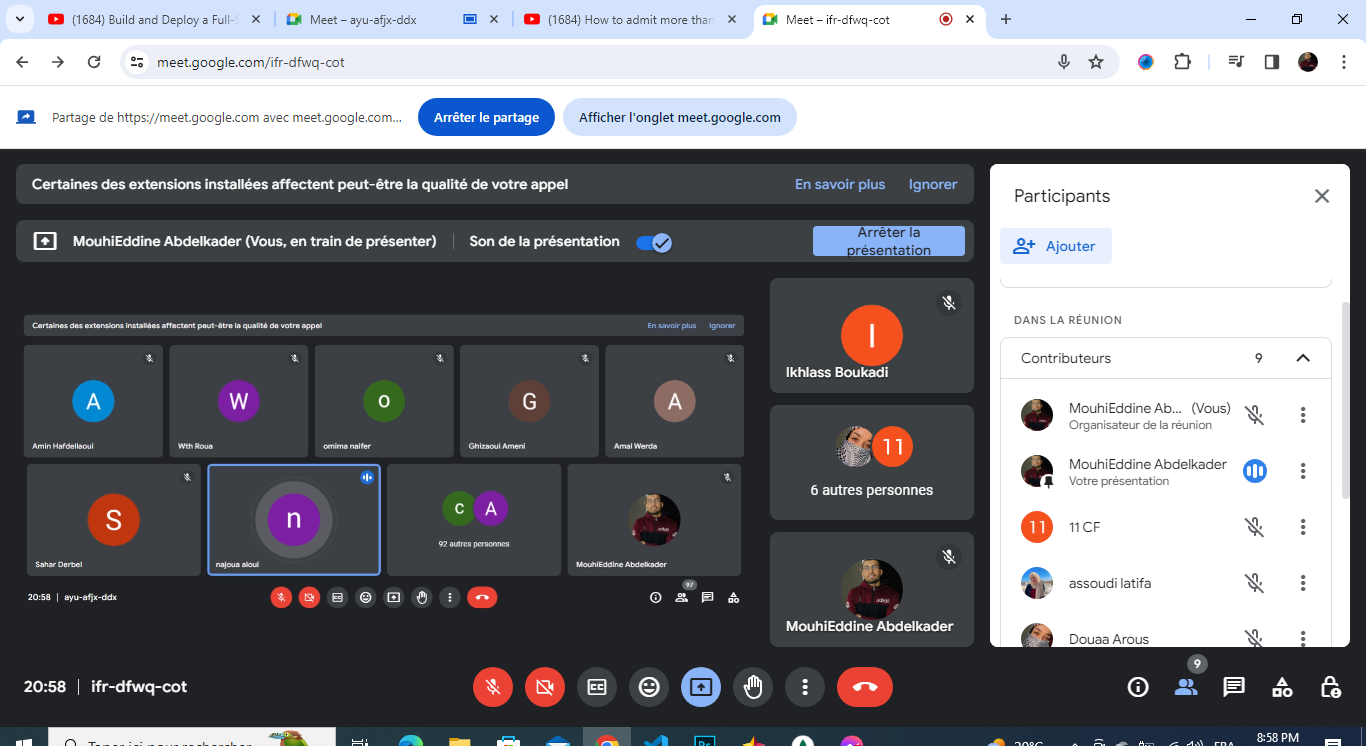 (1684) Build and Deploy a Full-S
Meet – ayu-afjx-ddx
(1684) How to admit more than
Meet – ifr-dfwq-cot
meet.google.com/ifr-dfwq-cot
Partage de https://meet.google.com avec meet.google.com...
Arrêter le partage
Afficher l'onglet meet.google.com
Certaines des extensions installées affectent peut-être la qualité de votre appel
En savoir plus
Ignorer
MouhiEddine Abdelkader (Vous, en train de présenter)
Son de la présentation
Arrêter la
présentation
Certaines des extensions installées affectent peut-être la qualité de votre appel
En savoir plus
Ignorer
A
Amin Hafdellaoui
W
Wth Roua
o
omima naifer
G
Ghizaoui Ameni
A
Amal Werda
S
Sahar Derbel
n
najoua aloui
C
A
92 autres personnes
MouhiEddine Abdelkader
20:58 | ayu-afjx-ddx
97
I
Ikhlass Boukadi
11
6 autres personnes
MouhiEddine Abdelkader
Participants
Ajouter
DANS LA RÉUNION
Contributeurs
9
MouhiEddine Ab... (Vous)
Organisateur de la réunion
MouhiEddine Abdelkader
Votre présentation
11
11 CF
assoudi latifa
Douaa Arous
20:58 | ifr-dfwq-cot
9
Taper ici pour rechercher
20°C
FRA
8:58 PM